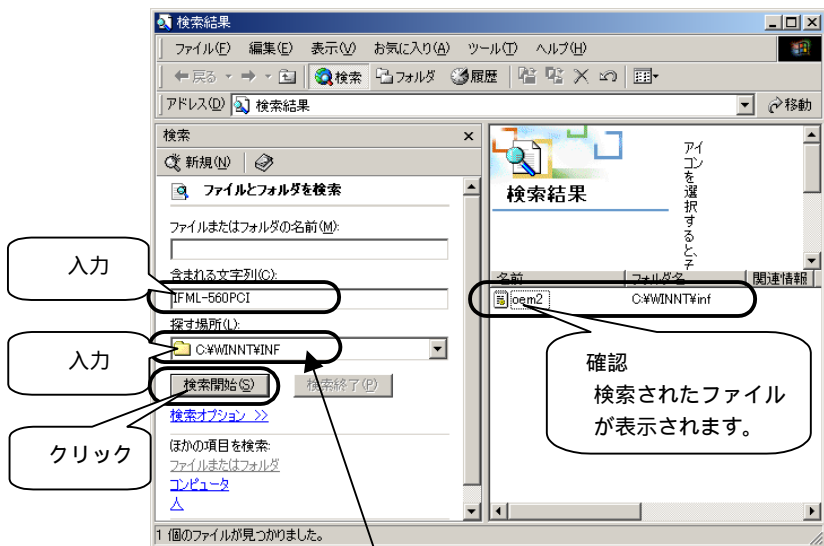 検索結果
ファイル(F) 編集(E) 表示(V) お気に入り(A) ツール(T) ヘルプ(H)
戻る 検索 フォルダ 履歴
アドレス(D) 検索結果 移動
検索
新規(N)
ファイルとフォルダを検索
ファイルまたはフォルダの名前(M):
含まれる文字列(C):
IFML-560PCI
探す場所(L):
C:¥WINNT¥INF
検索開始(S) 検索終了(P)
検索オプション >>
ほかの項目を検索:
ファイルまたはフォルダ
コンピュータ
人
検索結果
アイコンを選択すると、
名前 フォルダ名 関連情報
oem2 C:¥WINNT¥inf
1 個のファイルが見つかりました。
入力
入力
クリック
確認
検索されたファイル
が表示されます。